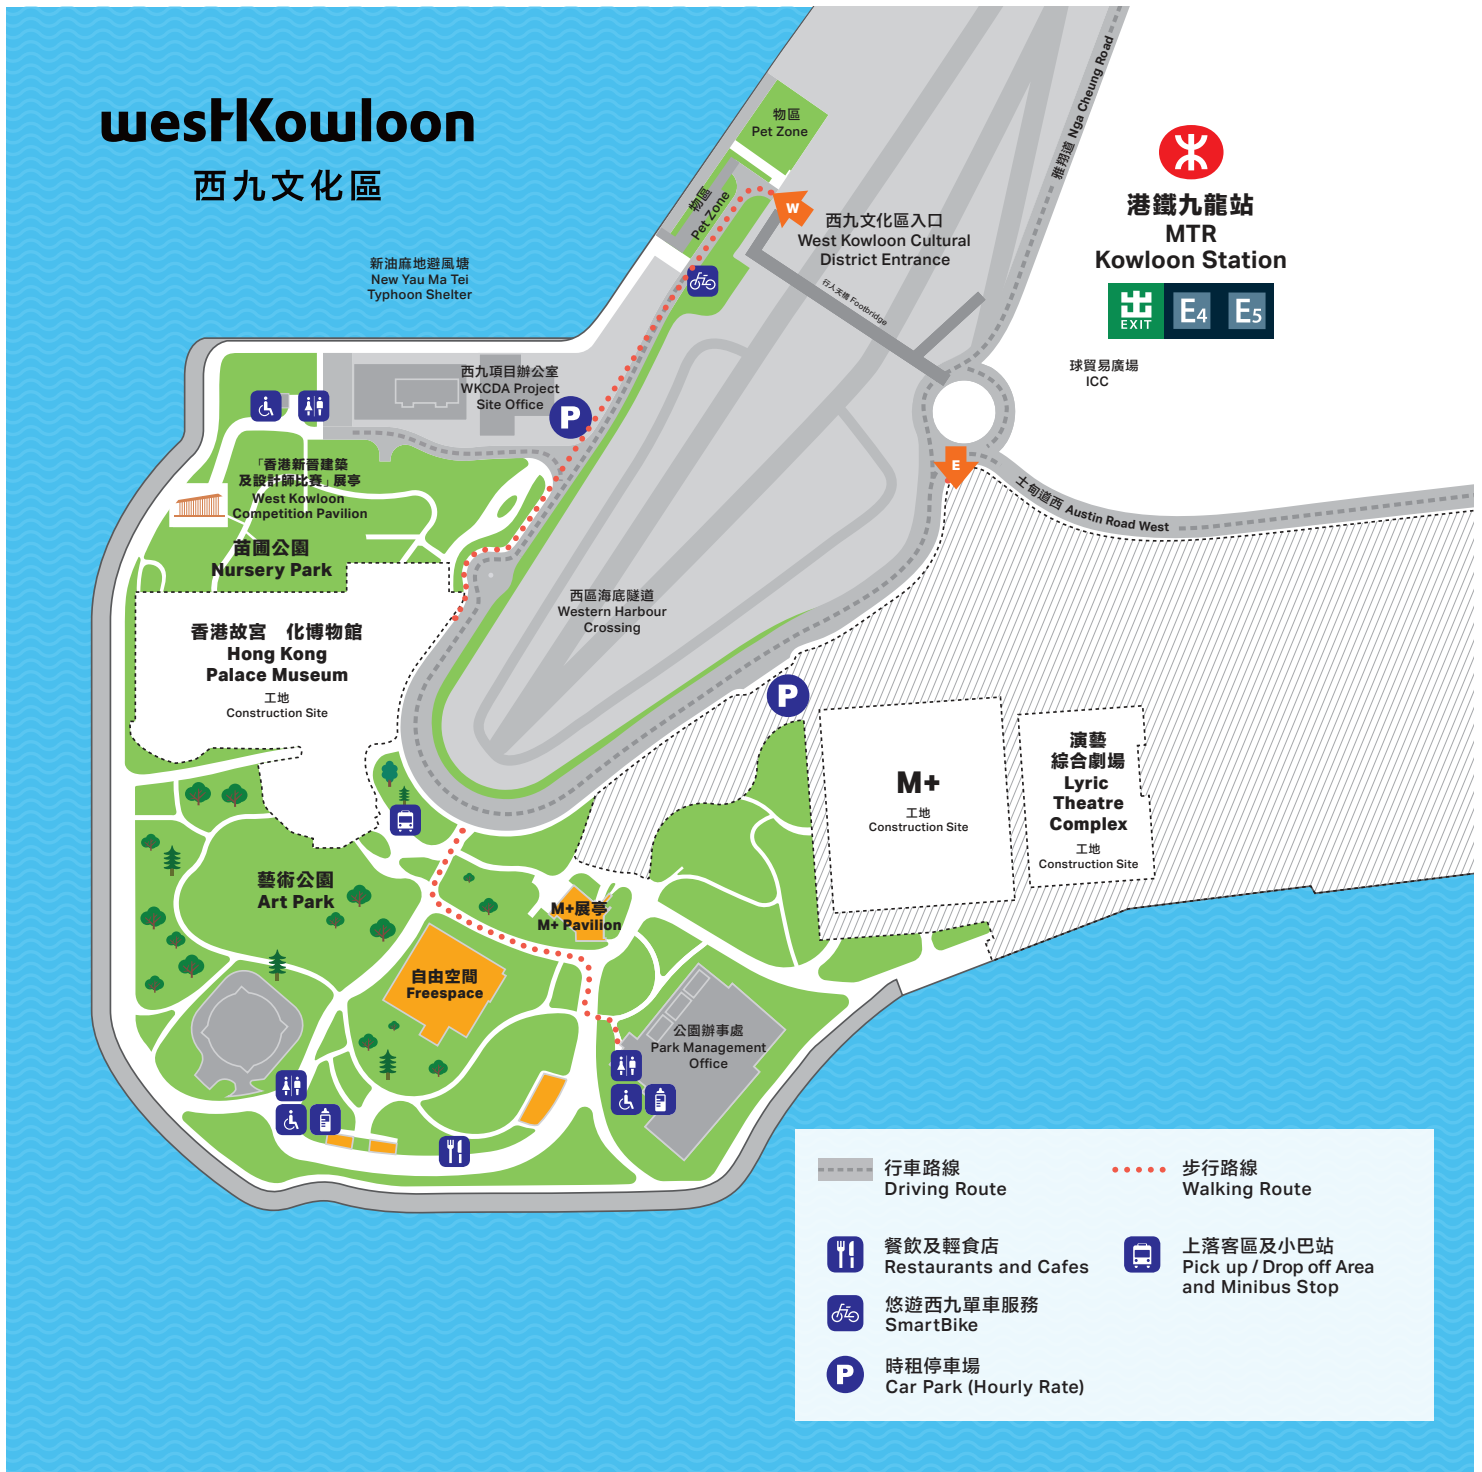 westKowloon
西九文化區
新油麻地避風塘
New Yau Ma Tei
Typhoon Shelter
物區
Pet Zone
物區
Pet Zone
W
西九文化區入口
West Kowloon Cultural
District Entrance
行人天橋 Footbridge
雅翔道 Nga Cheung Road
港鐵九龍站
MTR
Kowloon Station
出
EXIT
E4
E5
球貿易廣場
ICC
E
士甸道西 Austin Road West
西九項目辦公室
WKCDA Project
Site Office
P
「香港新晉建築
及設計師比賽」展亭
West Kowloon
Competition Pavilion
苗圃公園
Nursery Park
香港故宮 化博物館
Hong Kong
Palace Museum
工地
Construction Site
西區海底隧道
Western Harbour
Crossing
P
M+
工地
Construction Site
演藝
綜合劇場
Lyric
Theatre
Complex
工地
Construction Site
藝術公園
Art Park
M+展亭
M+ Pavilion
自由空間
Freespace
公園辦事處
Park Management
Office
行車路線
Driving Route
步行路線
Walking Route
餐飲及輕食店
Restaurants and Cafes
上落客區及小巴站
Pick up / Drop off Area
and Minibus Stop
悠遊西九單車服務
SmartBike
P
時租停車場
Car Park (Hourly Rate)